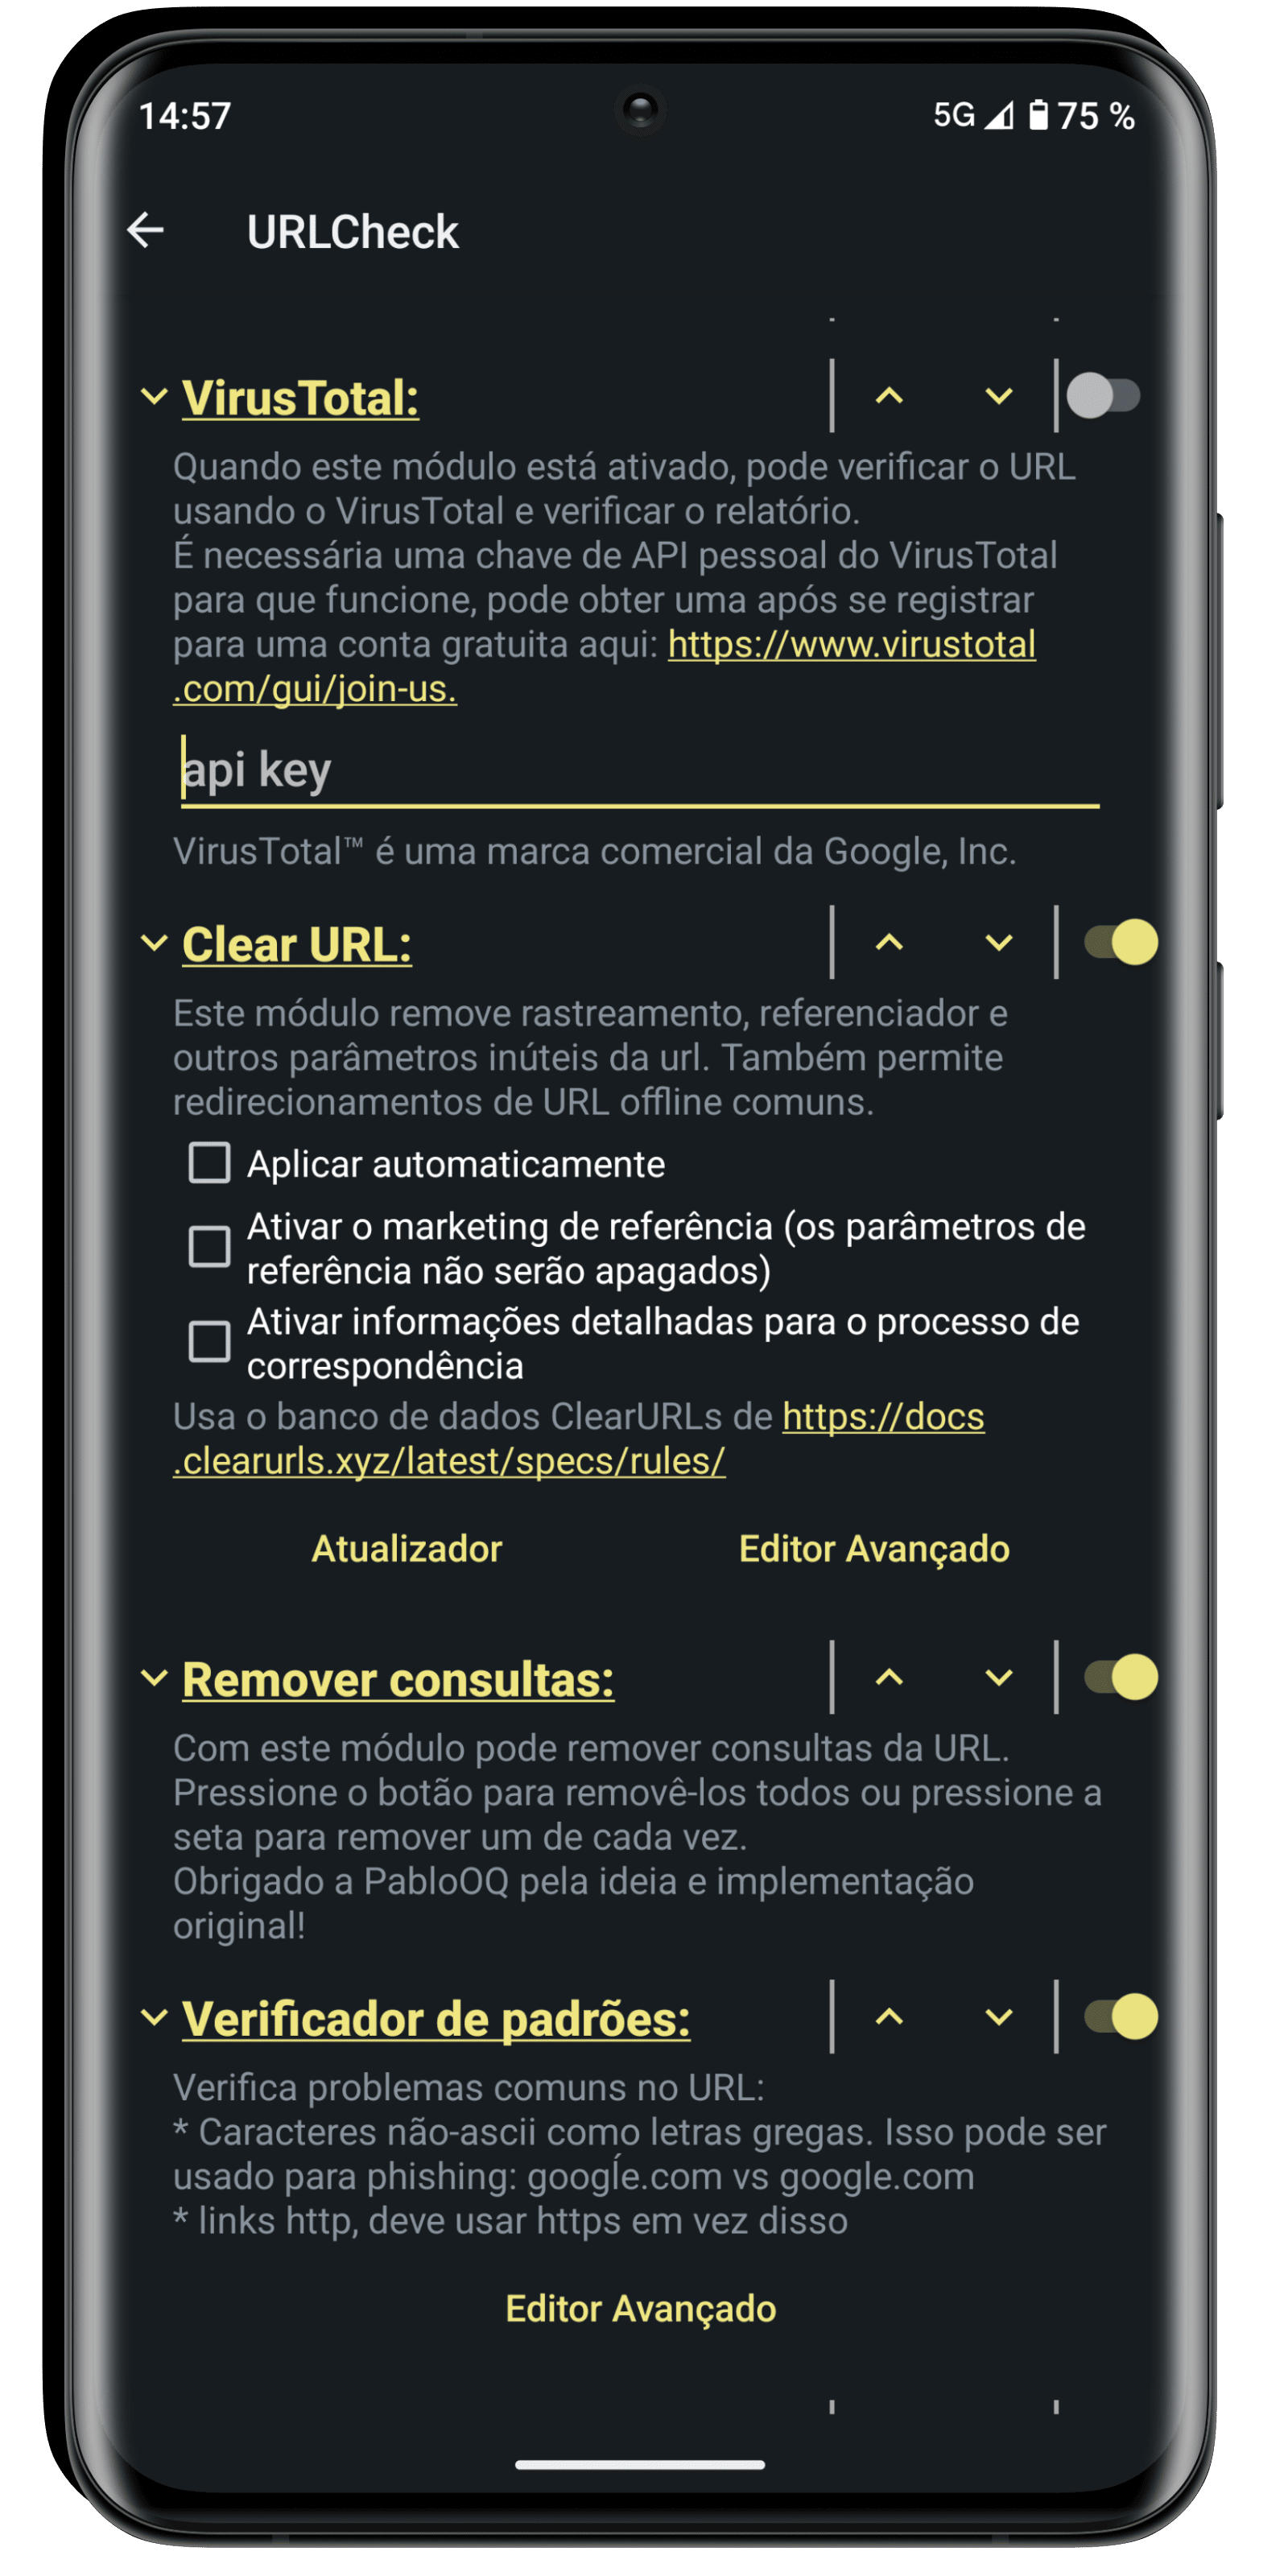 14:57
5G 75 %
URLCheck
VirusTotal:
Quando este módulo está ativado, pode verificar o URL
usando o VirusTotal e verificar o relatório.
É necessária uma chave de API pessoal do VirusTotal
para que funcione, pode obter uma após se registrar
para uma conta gratuita aqui: https://www.virustotal
.com/gui/join-us.
api key
VirusTotal™ é uma marca comercial da Google, Inc.
Clear URL:
Este módulo remove rastreamento, referenciador e
outros parâmetros inúteis da url. Também permite
redirecionamentos de URL offline comuns.
Aplicar automaticamente
Ativar o marketing de referência (os parâmetros de
referência não serão apagados)
Ativar informações detalhadas para o processo de
correspondência
Usa o banco de dados ClearURLs de https://docs
.clearurls.xyz/latest/specs/rules/
Atualizador
Editor Avançado
Remover consultas:
Com este módulo pode remover consultas da URL.
Pressione o botão para removê-los todos ou pressione a
seta para remover um de cada vez.
Obrigado a PabloOQ pela ideia e implementação
original!
Verificador de padrões:
Verifica problemas comuns no URL:
* Caracteres não-ascii como letras gregas. Isso pode ser
usado para phishing: googĺe.com vs google.com
* links http, deve usar https em vez disso
Editor Avançado